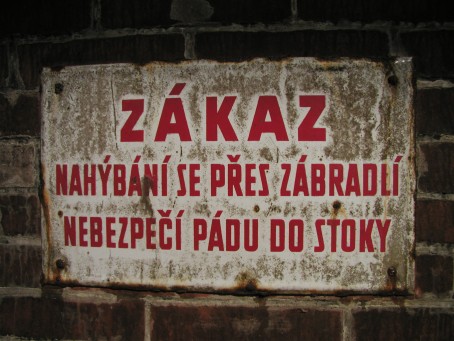 ZÁKAZ
NAHÝBÁNÍ SE PŘES ZÁBRADLÍ
NEBEZPEČÍ PÁDU DO STOKY